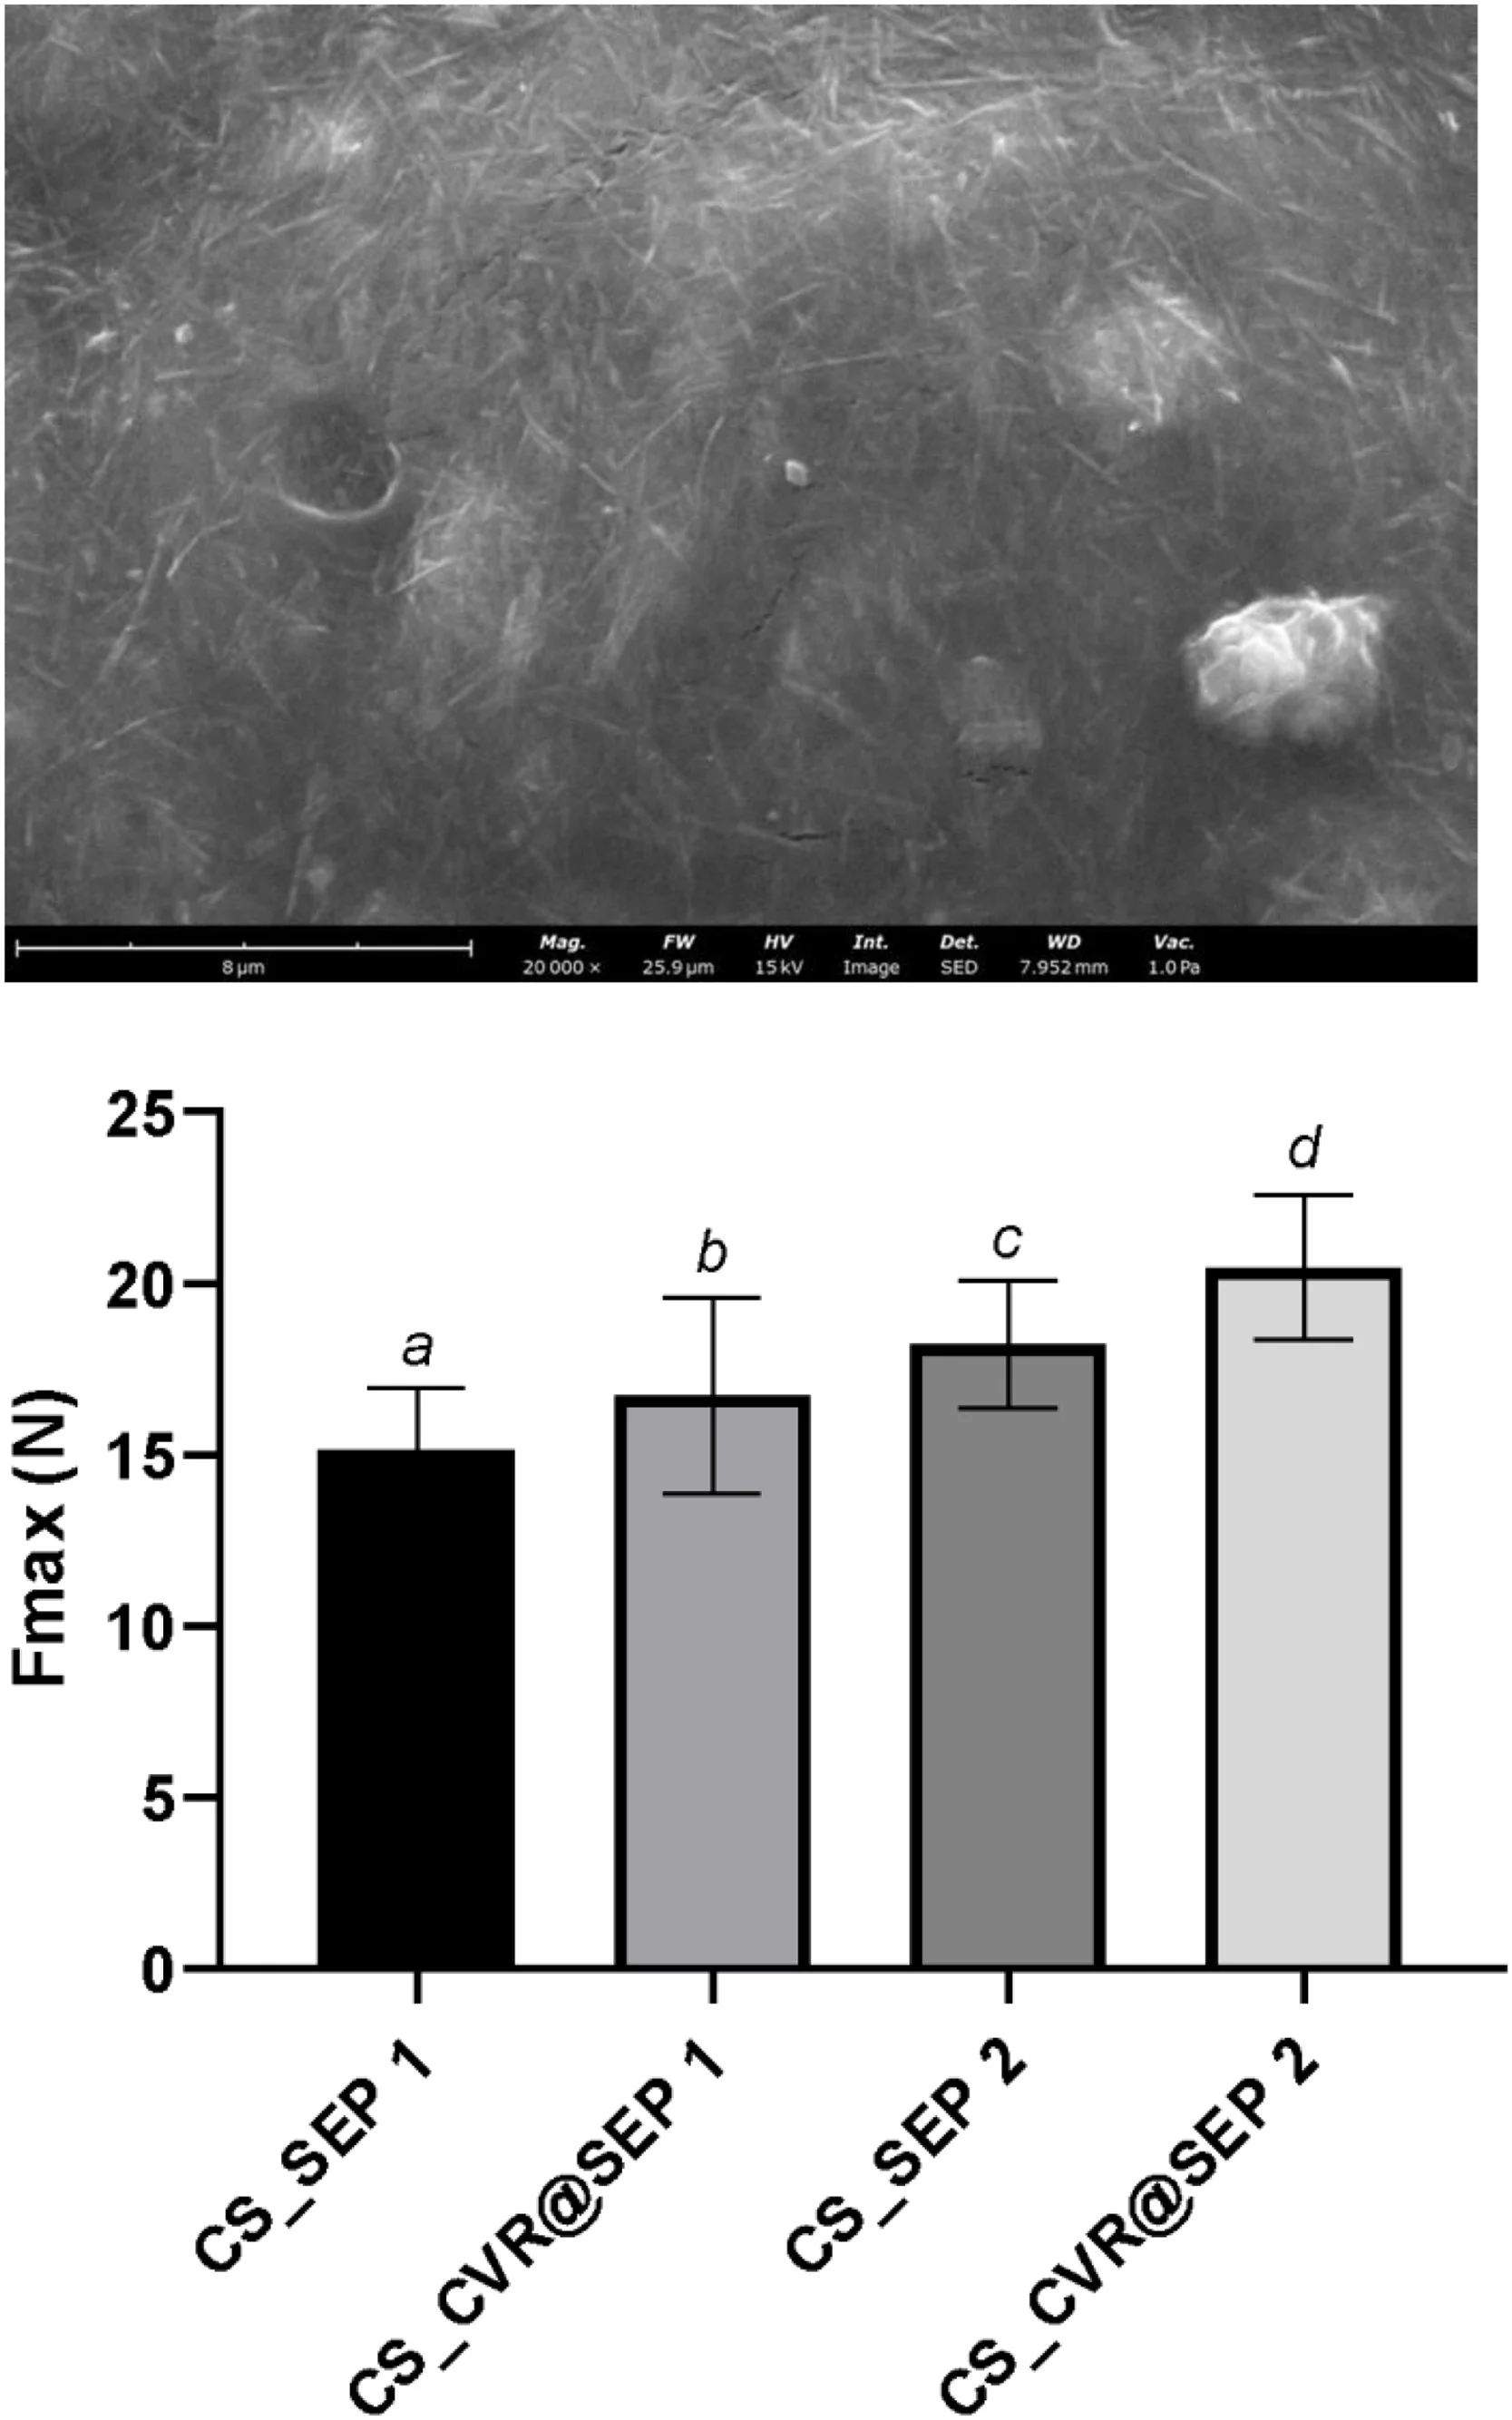 8 µm
Mag. FW HV Int. Det. WD Vac.
20 000 × 25.9 µm 15 kV Image SED 7.952 mm 1.0 Pa
25
20
15
10
5
0
Fmax (N)
a
b
c
d
CS_SEP 1
CS_CVR@SEP 1
CS_SEP 2
CS_CVR@SEP 2